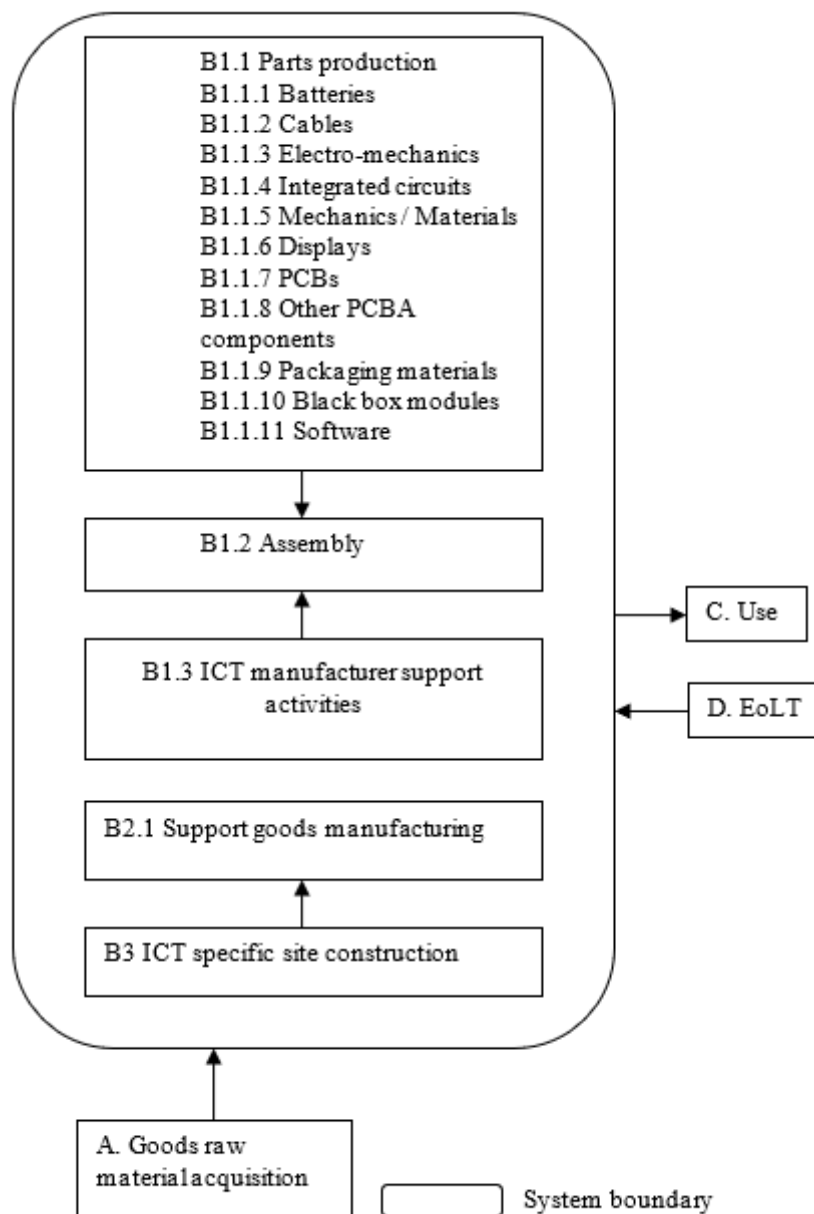 B1.1 Parts production
B1.1.1 Batteries
B1.1.2 Cables
B1.1.3 Electro-mechanics
B1.1.4 Integrated circuits
B1.1.5 Mechanics / Materials
B1.1.6 Displays
B1.1.7 PCBs
B1.1.8 Other PCBA
components
B1.1.9 Packaging materials
B1.1.10 Black box modules
B1.1.11 Software
B1.2 Assembly
B1.3 ICT manufacturer support
activities
C. Use
D. EoLT
B2.1 Support goods manufacturing
B3 ICT specific site construction
A. Goods raw
material acquisition
System boundary